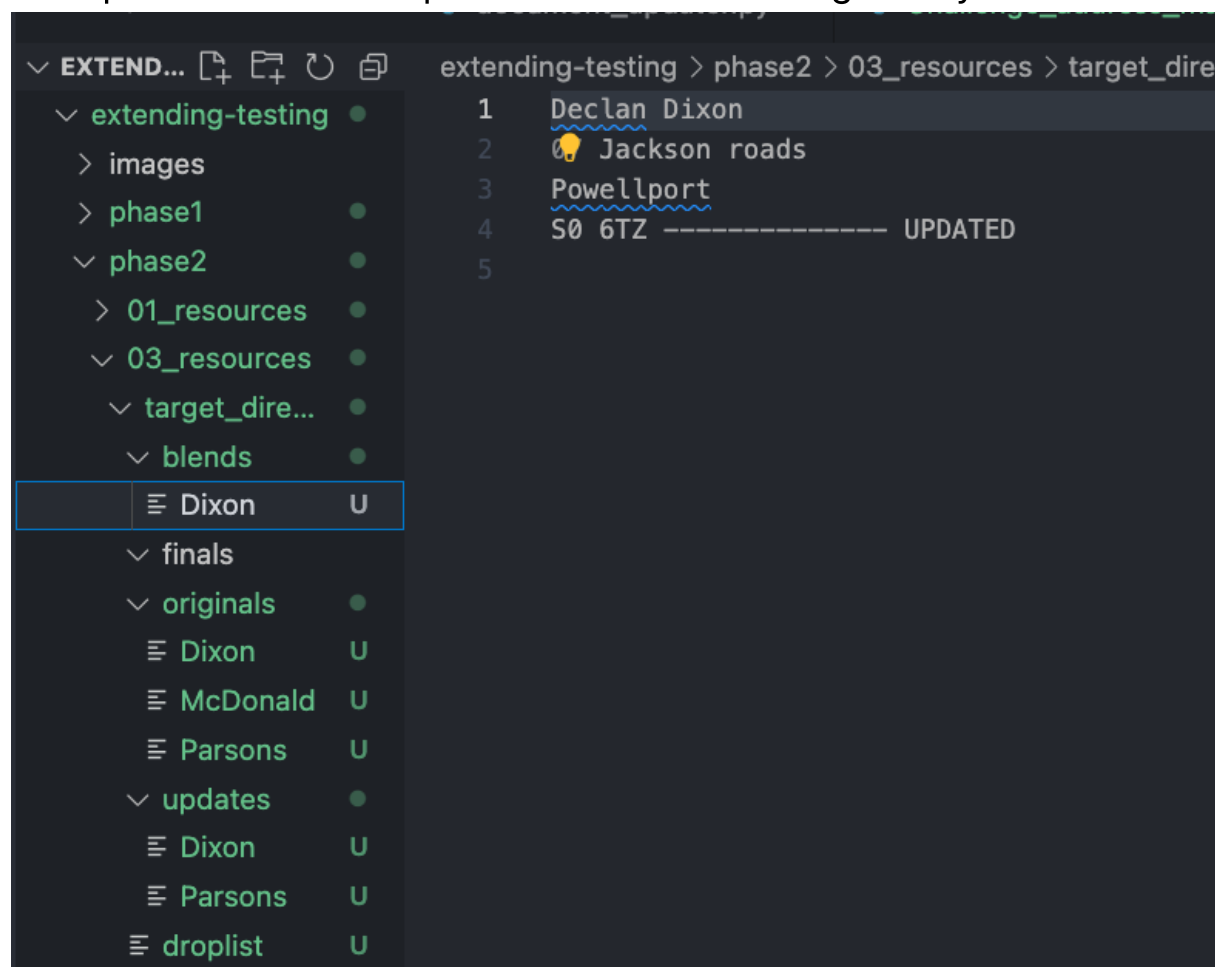 EXTEND...
extending-testing
images
phase1
phase2
01_resources
03_resources
target_dire...
blends
Dixon U
finals
originals
Dixon U
McDonald U
Parsons U
updates
Dixon U
Parsons U
droplist U
extending-testing > phase2 > 03_resources > target_dire
1 Declan Dixon
2 Jackson roads
3 Powellport
4 S0 6TZ -------------- UPDATED
5